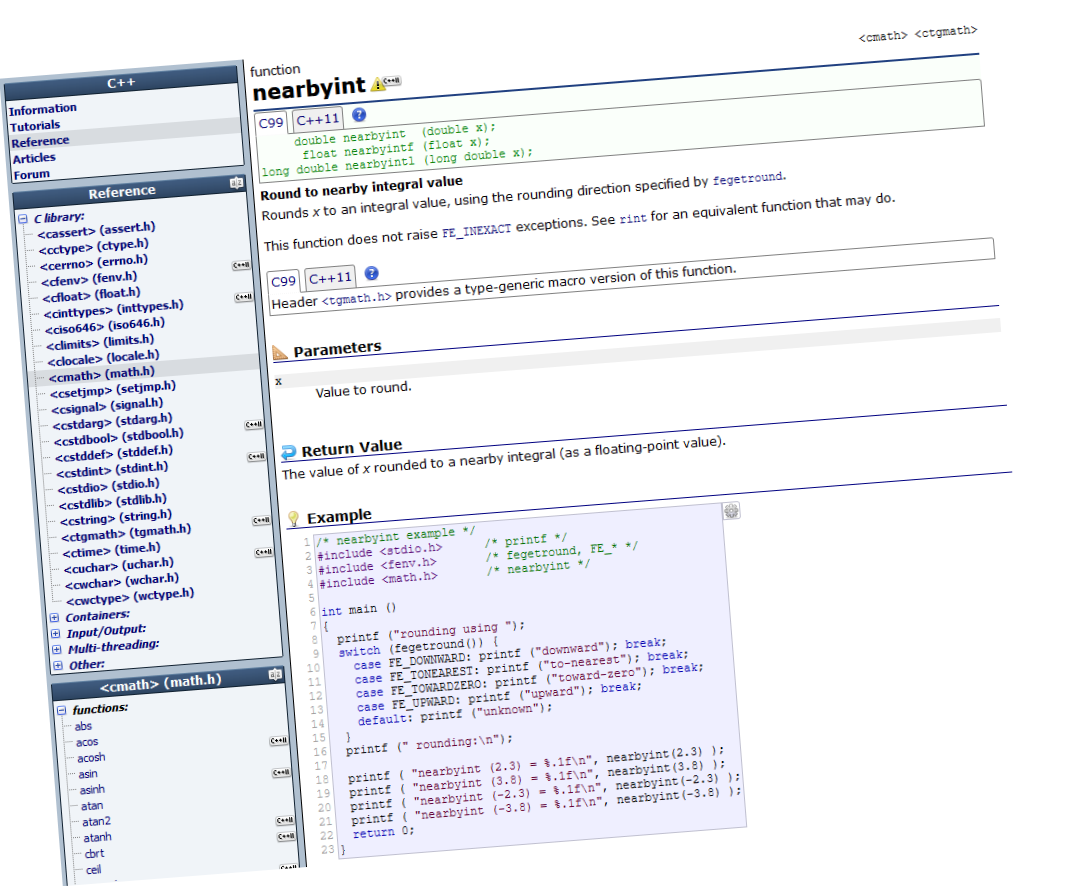 <cmath> <ctgmath>
C++
Information
Tutorials
Reference
Articles
Forum
Reference
C library:
<cassert> (assert.h)
<cctype> (ctype.h)
<cerrno> (errno.h)
<cfenv> (fenv.h)
<cfloat> (float.h)
<cinttypes> (inttypes.h)
<ciso646> (iso646.h)
<climits> (limits.h)
<clocale> (locale.h)
<cmath> (math.h)
<csetjmp> (setjmp.h)
<csignal> (signal.h)
<cstdarg> (stdarg.h)
<cstdbool> (stdbool.h)
<cstddef> (stddef.h)
<cstdint> (stdint.h)
<cstdio> (stdio.h)
<cstdlib> (stdlib.h)
<cstring> (string.h)
<ctgmath> (tgmath.h)
<ctime> (time.h)
<cuchar> (uchar.h)
<cwchar> (wchar.h)
<cwctype> (wctype.h)
Containers:
Input/Output:
Multi-threading:
Other:
<cmath> (math.h)
functions:
abs
acos
acosh
asin
asinh
atan
atan2
atanh
cbrt
ceil
function
nearbyint
C99 C++11
double nearbyint  (double x);
float nearbyintf (float x);
long double nearbyintl (long double x);
Round to nearby integral value
Rounds x to an integral value, using the rounding direction specified by fegetround.
This function does not raise FE_INEXACT exceptions. See rint for an equivalent function that may do.
C99 C++11
Header <tgmath.h> provides a type-generic macro version of this function.
Parameters
x
Value to round.
Return Value
The value of x rounded to a nearby integral (as a floating-point value).
Example
1 /* nearbyint example */
2 #include <stdio.h>      /* printf */
3 #include <fenv.h>       /* fegetround, FE_* */
4 #include <math.h>       /* nearbyint */
5
6 int main ()
7 {
8   printf ("rounding using ");
9   switch (fegetround()) {
10     case FE_DOWNWARD: printf ("downward"); break;
11     case FE_TONEAREST: printf ("to-nearest"); break;
12     case FE_TOWARDZERO: printf ("toward-zero"); break;
13     case FE_UPWARD: printf ("upward"); break;
14     default: printf ("unknown");
15   }
16   printf (" rounding:\n");
17
18   printf ( "nearbyint (2.3) = %.1f\n", nearbyint(2.3) );
19   printf ( "nearbyint (3.8) = %.1f\n", nearbyint(3.8) );
20   printf ( "nearbyint (-2.3) = %.1f\n", nearbyint(-2.3) );
21   printf ( "nearbyint (-3.8) = %.1f\n", nearbyint(-3.8) );
22   return 0;
23 }